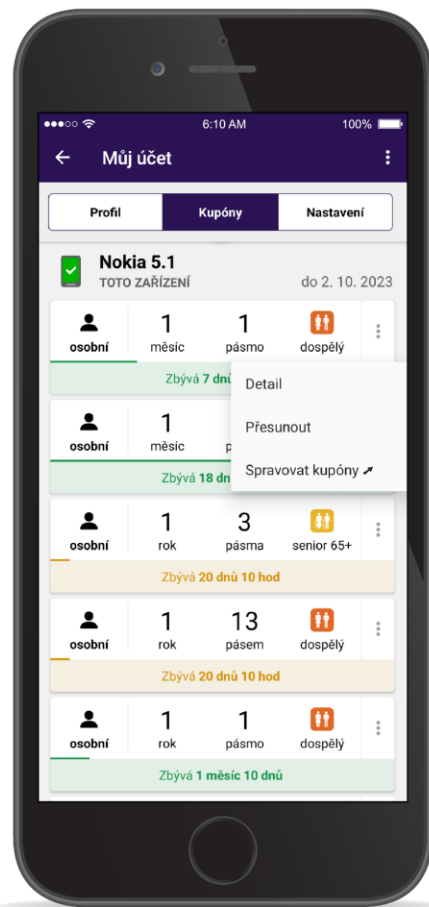 6:10 AM 100%
Můj účet
Profil Kupóny Nastavení
Nokia 5.1
TOTO ZAŘÍZENÍ do 2. 10. 2023
1 1
osobní měsíc pásmo dospělý
Zbývá 7 dnů
Detail
Přesunout
Spravovat kupóny
1
osobní měsíc
Zbývá 18
1 3
osobní rok pásma senior 65+
Zbývá 20 dnů 10 hod
1 13
osobní rok pásem dospělý
Zbývá 20 dnů 10 hod
1 1
osobní rok pásmo dospělý
Zbývá 1 měsíc 10 dnů